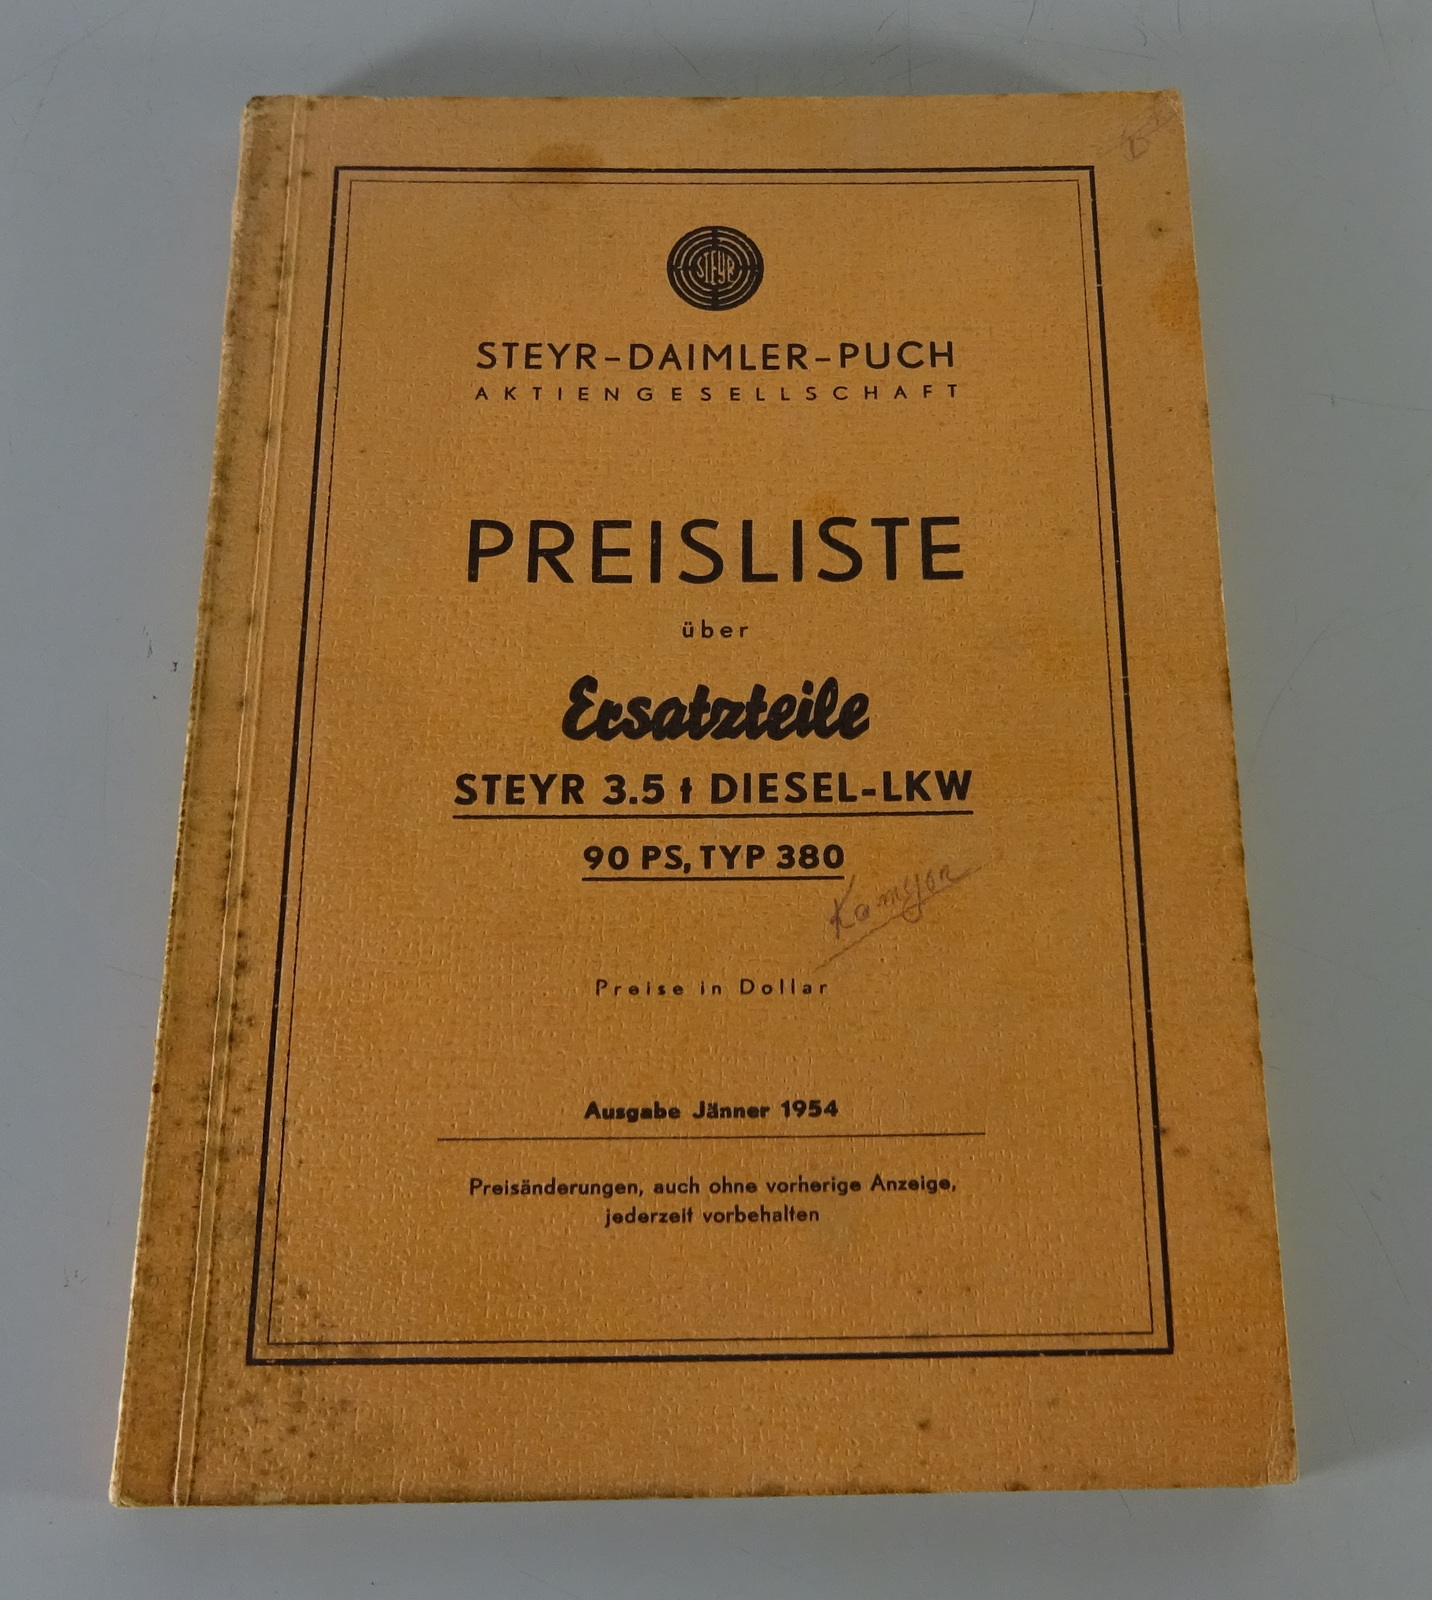 STEYR
STEYR-DAIMLER-PUCH
AKTIENGESELLSCHAFT
PREISLISTE
über
Ersatzteile
STEYR 3.5 t DIESEL-LKW
90 PS, TYP 380
Kamyon
Preise in Dollar
Ausgabe Jänner 1954
Preisänderungen, auch ohne vorherige Anzeige,
jederzeit vorbehalten